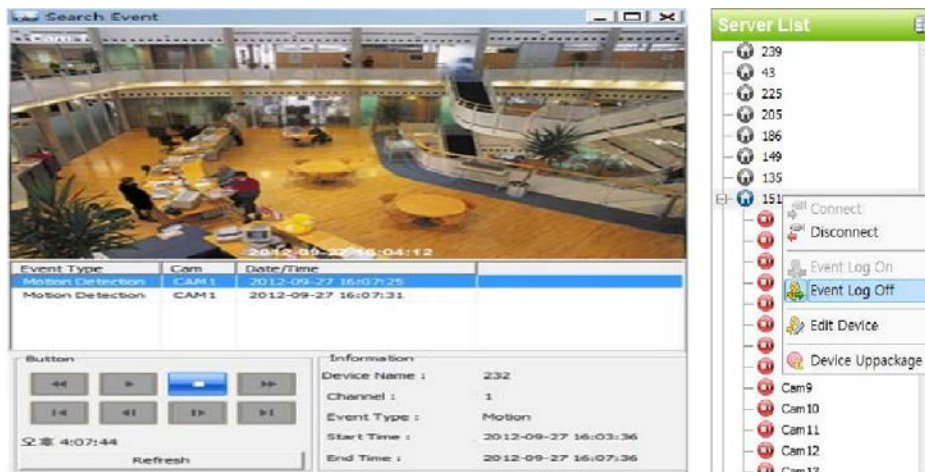 Search Event
Cam 1
2012-09-27 16:04:12
Event Type Cam Date/Time
Motion Detection CAM1 2012-09-27 16:07:25
Motion Detection CAM1 2012-09-27 16:07:31
Button
오후 4:07:44
Refresh
Information
Device Name : 232
Channel : 1
Event Type : Motion
Start Time : 2012-09-27 16:03:36
End Time : 2012-09-27 16:07:36
Server List
239
43
225
205
186
149
135
151
Connect
Disconnect
Event Log On
Event Log Off
Edit Device
Device Uppackage
Cam9
Cam10
Cam11
Cam12
Cam13